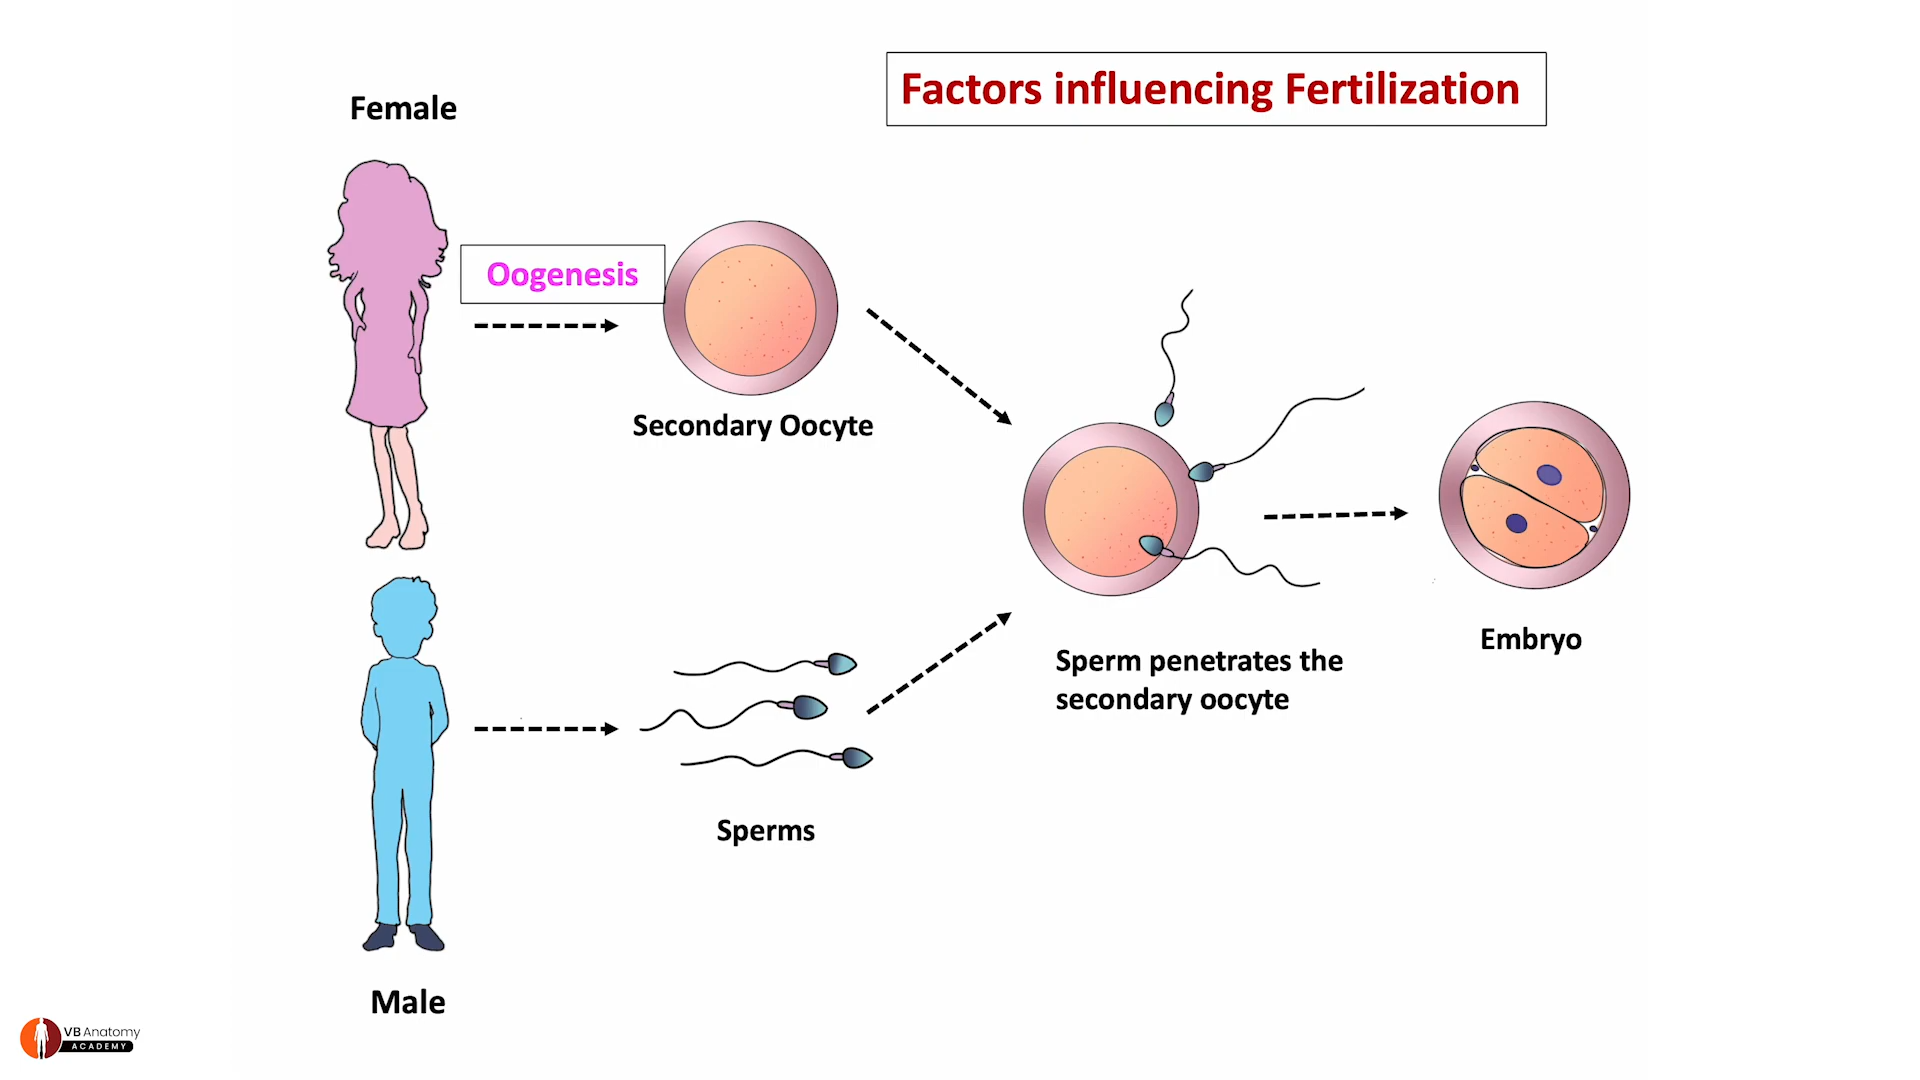 Factors influencing Fertilization
Female
Oogenesis
Secondary Oocyte
Sperm penetrates the
secondary oocyte
Embryo
Sperms
Male
VB Anatomy
ACADEMY